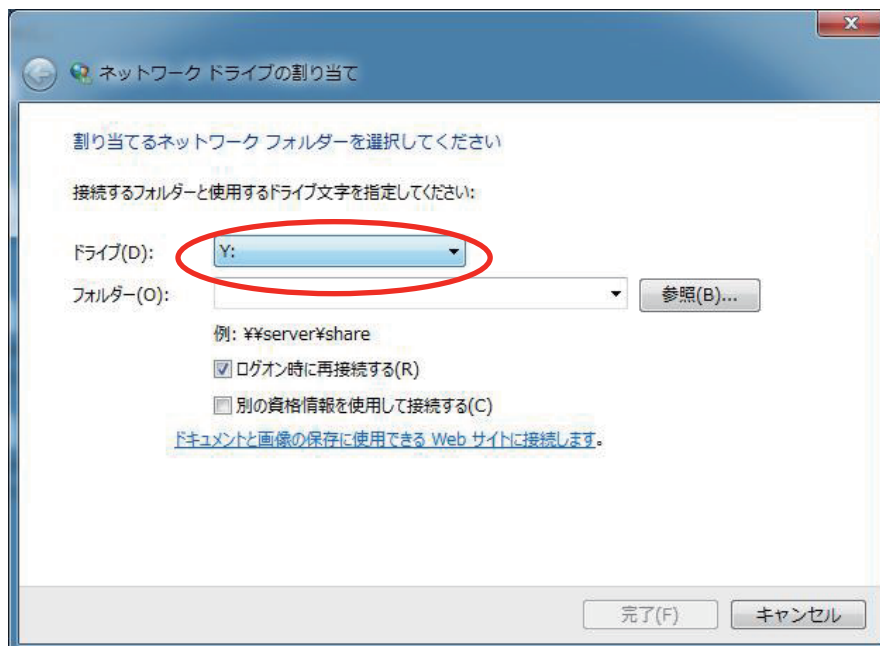 ネットワーク ドライブの割り当て
割り当てるネットワーク フォルダーを選択してください
接続するフォルダーと使用するドライブ文字を指定してください:
ドライブ(D): Y:
フォルダー(O): 参照(B)...
例: ¥¥server¥share
ログオン時に再接続する(R)
別の資格情報を使用して接続する(C)
ドキュメントと画像の保存に使用できる Web サイトに接続します。
完了(F) キャンセル